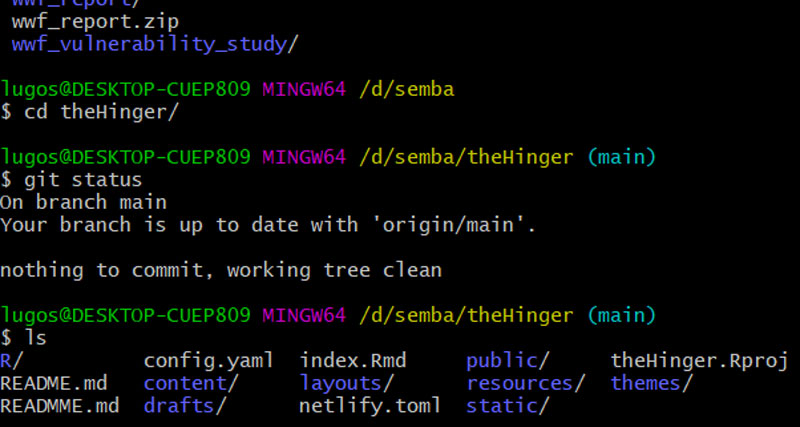 wwf_report/
wwf_report.zip
wwf_vulnerability_study/
lugos@DESKTOP-CUEP809 MINGW64 /d/semba
$ cd theHinger/
lugos@DESKTOP-CUEP809 MINGW64 /d/semba/theHinger (main)
$ git status
On branch main
Your branch is up to date with 'origin/main'.
nothing to commit, working tree clean
lugos@DESKTOP-CUEP809 MINGW64 /d/semba/theHinger (main)
$ ls
R/ config.yaml index.Rmd public/ theHinger.Rproj
README.md content/ layouts/ resources/ themes/
READMME.md drafts/ netlify.toml static/